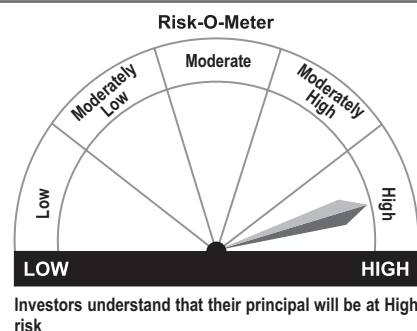 Risk-O-Meter
Moderate
Moderately
Low
Moderately
High
Low
High
LOW
HIGH
Investors understand that their principal will be at High
risk